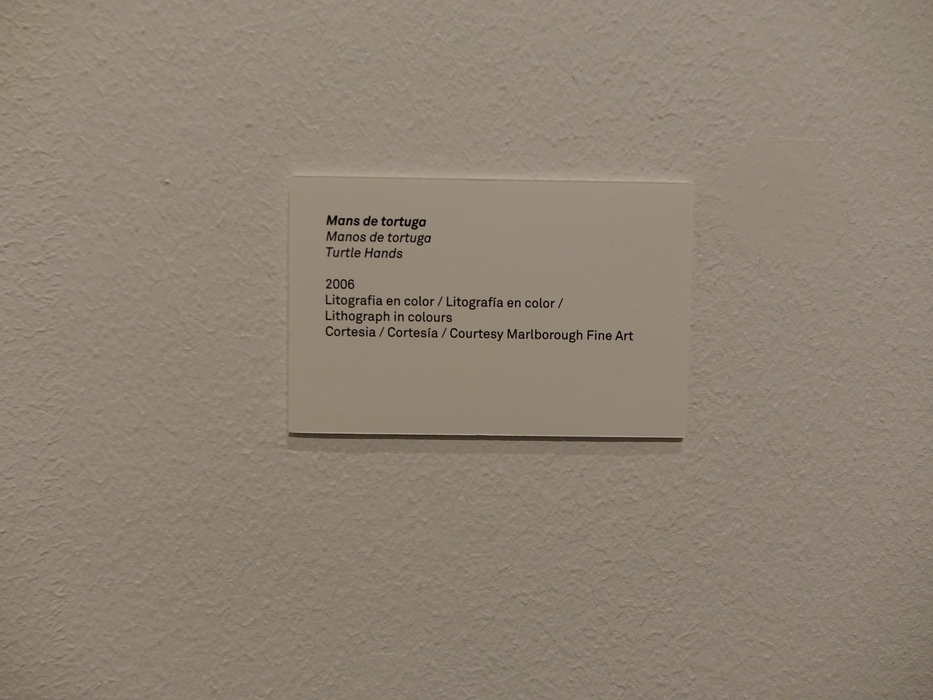 Mans de tortuga
Manos de tortuga
Turtle Hands
2006
Litografia en color / Litografía en color /
Lithograph in colours
Cortesia / Cortesía / Courtesy Marlborough Fine Art